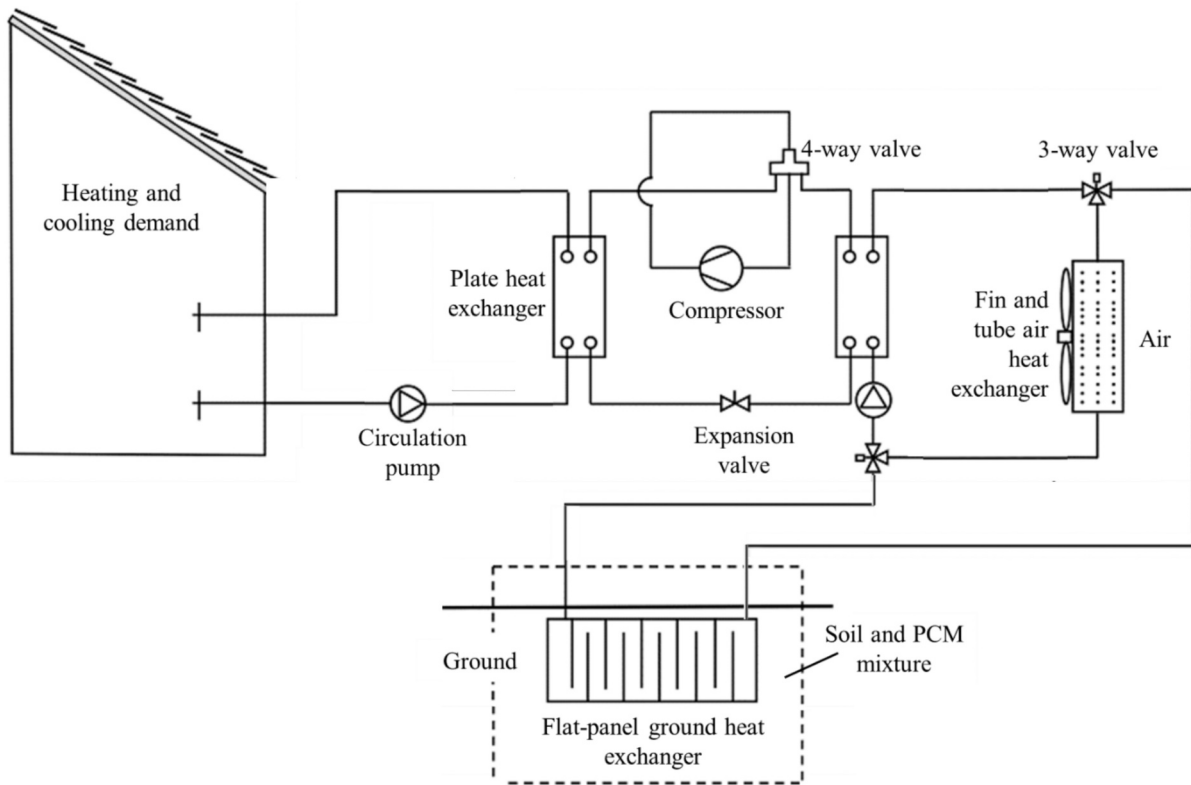 4-way valve
3-way valve
Heating and
cooling demand
Plate heat
exchanger
Compressor
Fin and
tube air
heat
exchanger
Air
Circulation
pump
Expansion
valve
Ground
Soil and PCM
mixture
Flat-panel ground heat
exchanger